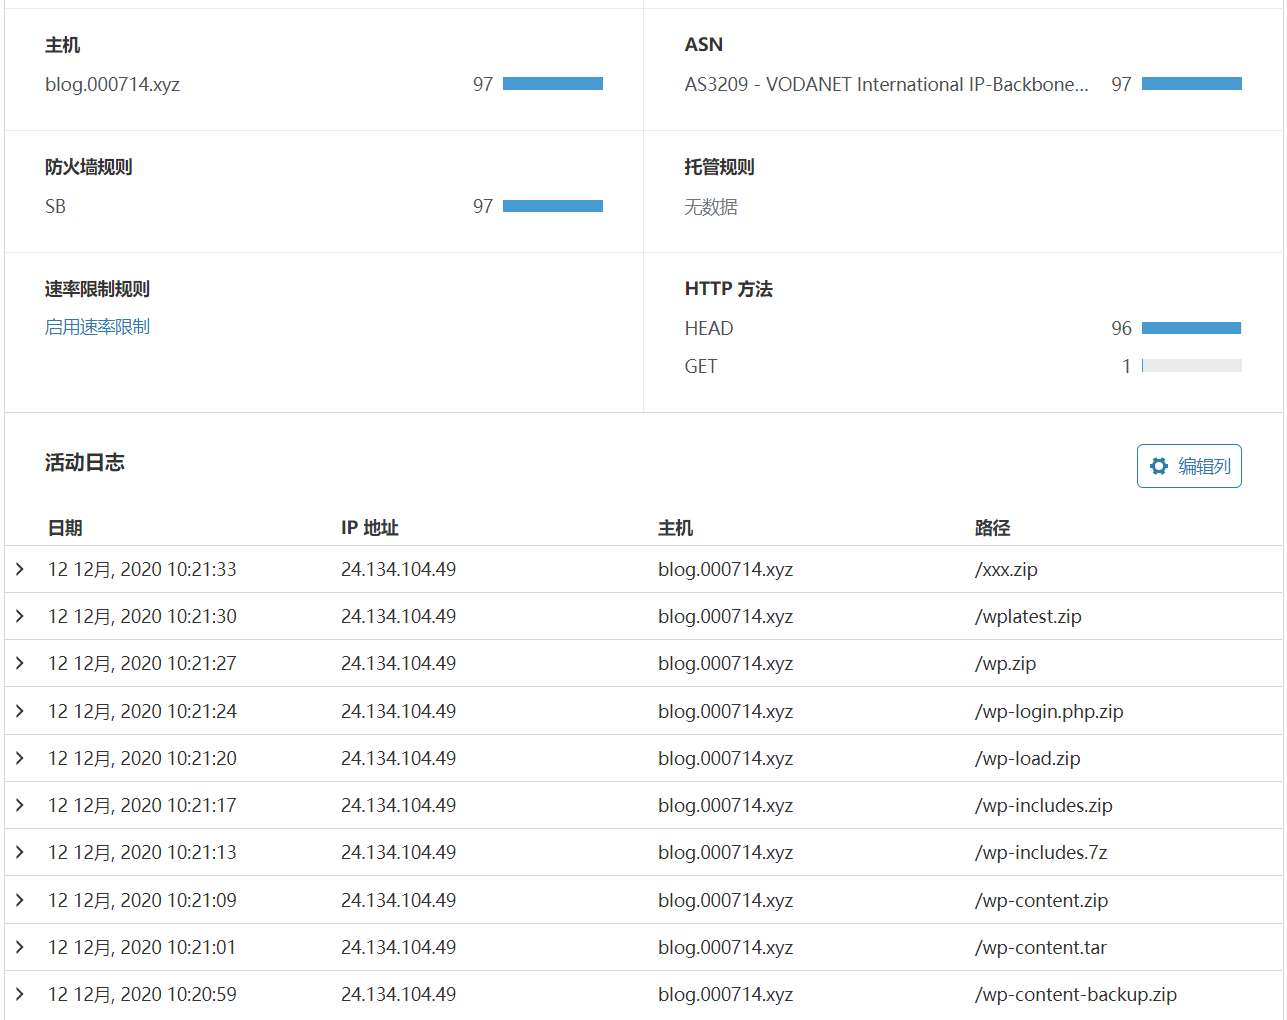 主机
blog.000714.xyz 97
ASN
AS3209 - VODANET International IP-Backbone... 97
防火墙规则
SB 97
托管规则
无数据
速率限制规则
启用速率限制
HTTP 方法
HEAD 96
GET 1
活动日志
编辑列
日期 IP 地址 主机 路径
12 12月, 2020 10:21:33 24.134.104.49 blog.000714.xyz /xxx.zip
12 12月, 2020 10:21:30 24.134.104.49 blog.000714.xyz /wplatest.zip
12 12月, 2020 10:21:27 24.134.104.49 blog.000714.xyz /wp.zip
12 12月, 2020 10:21:24 24.134.104.49 blog.000714.xyz /wp-login.php.zip
12 12月, 2020 10:21:20 24.134.104.49 blog.000714.xyz /wp-load.zip
12 12月, 2020 10:21:17 24.134.104.49 blog.000714.xyz /wp-includes.zip
12 12月, 2020 10:21:13 24.134.104.49 blog.000714.xyz /wp-includes.7z
12 12月, 2020 10:21:09 24.134.104.49 blog.000714.xyz /wp-content.zip
12 12月, 2020 10:21:01 24.134.104.49 blog.000714.xyz /wp-content.tar
12 12月, 2020 10:20:59 24.134.104.49 blog.000714.xyz /wp-content-backup.zip